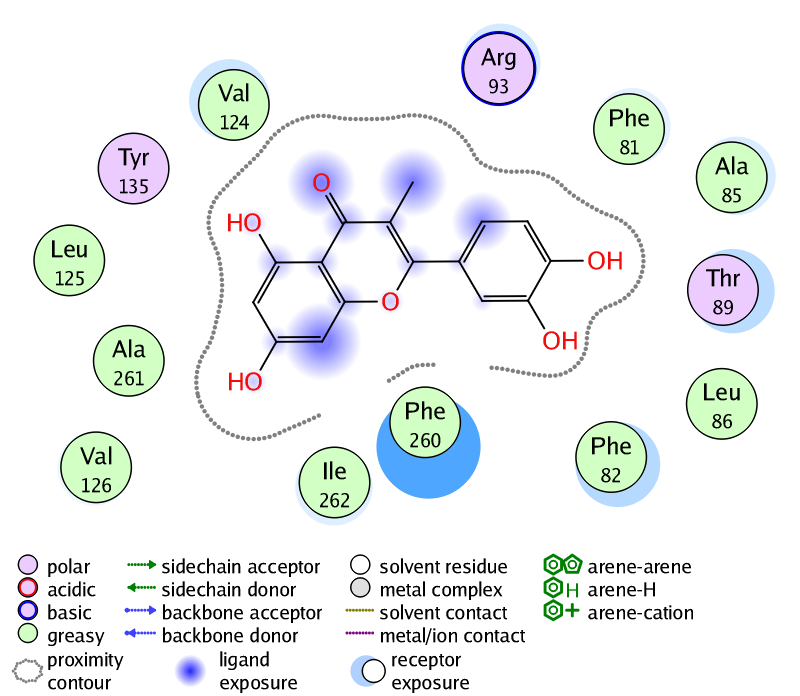 Arg
93
Val
124
Phe
81
Tyr
135
Ala
85
O
HO
Leu
125
OH
Thr
89
O
OH
Ala
261
HO
Leu
86
Phe
260
Val
126
Phe
82
Ile
262
polar
sidechain acceptor
solvent residue
arene-arene
acidic
sidechain donor
metal complex
H arene-H
basic
backbone acceptor
solvent contact
+ arene-cation
greasy
backbone donor
metal/ion contact
proximity
contour
ligand
exposure
receptor
exposure